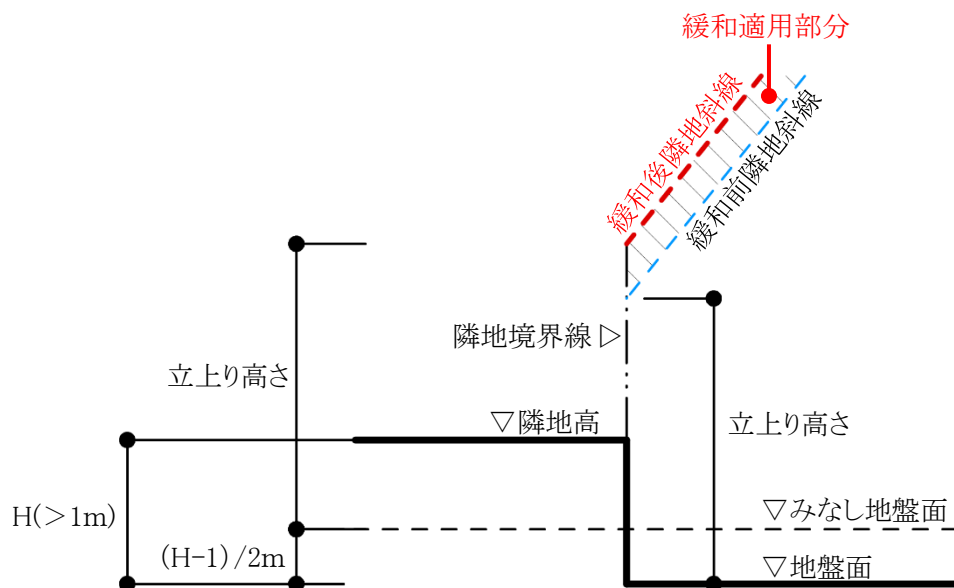 緩和適用部分
緩和後隣地斜線
緩和前隣地斜線
隣地境界線▷
立上り高さ
▽隣地高
立上り高さ
H(>1m)
▽みなし地盤面
(H-1)/2m
▽地盤面